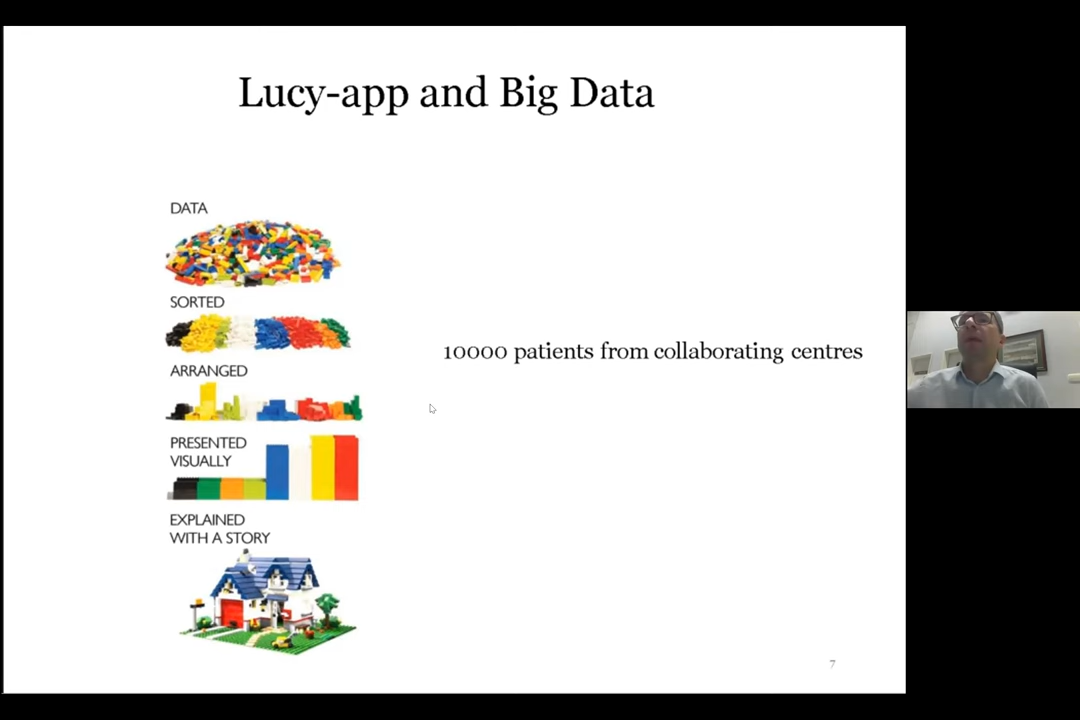 Lucy-app and Big Data
DATA
SORTED
ARRANGED
PRESENTED
VISUALLY
EXPLAINED
WITH A STORY
10000 patients from collaborating centres
7